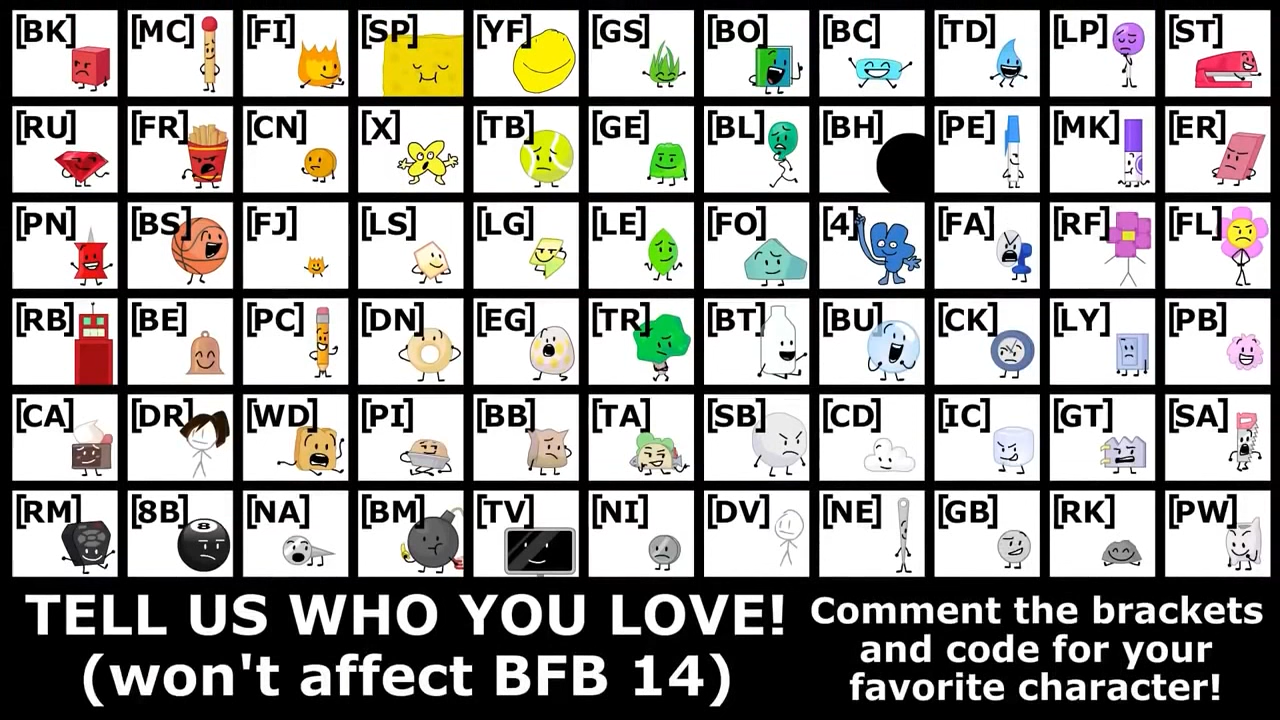 [BK] [MC] [FI] [SP] [YF] [GS] [BO] [BC] [TD] [LP] [ST]
[RU] [FR] [CN] [X] [TB] [GE] [BL] [BH] [PE] [MK] [ER]
[PN] [BS] [FJ] [LS] [LG] [LE] [FO] [4] [FA] [RF] [FL]
[RB] [BE] [PC] [DN] [EG] [TR] [BT] [BU] [CK] [LY] [PB]
[CA] [DR] [WD] [PI] [BB] [TA] [SB] [CD] [IC] [GT] [SA]
[RM] [8B] [NA] [BM] [TV] [NI] [DV] [NE] [GB] [RK] [PW]
8
TELL US WHO YOU LOVE!
(won't affect BFB 14)
Comment the brackets
and code for your
favorite character!